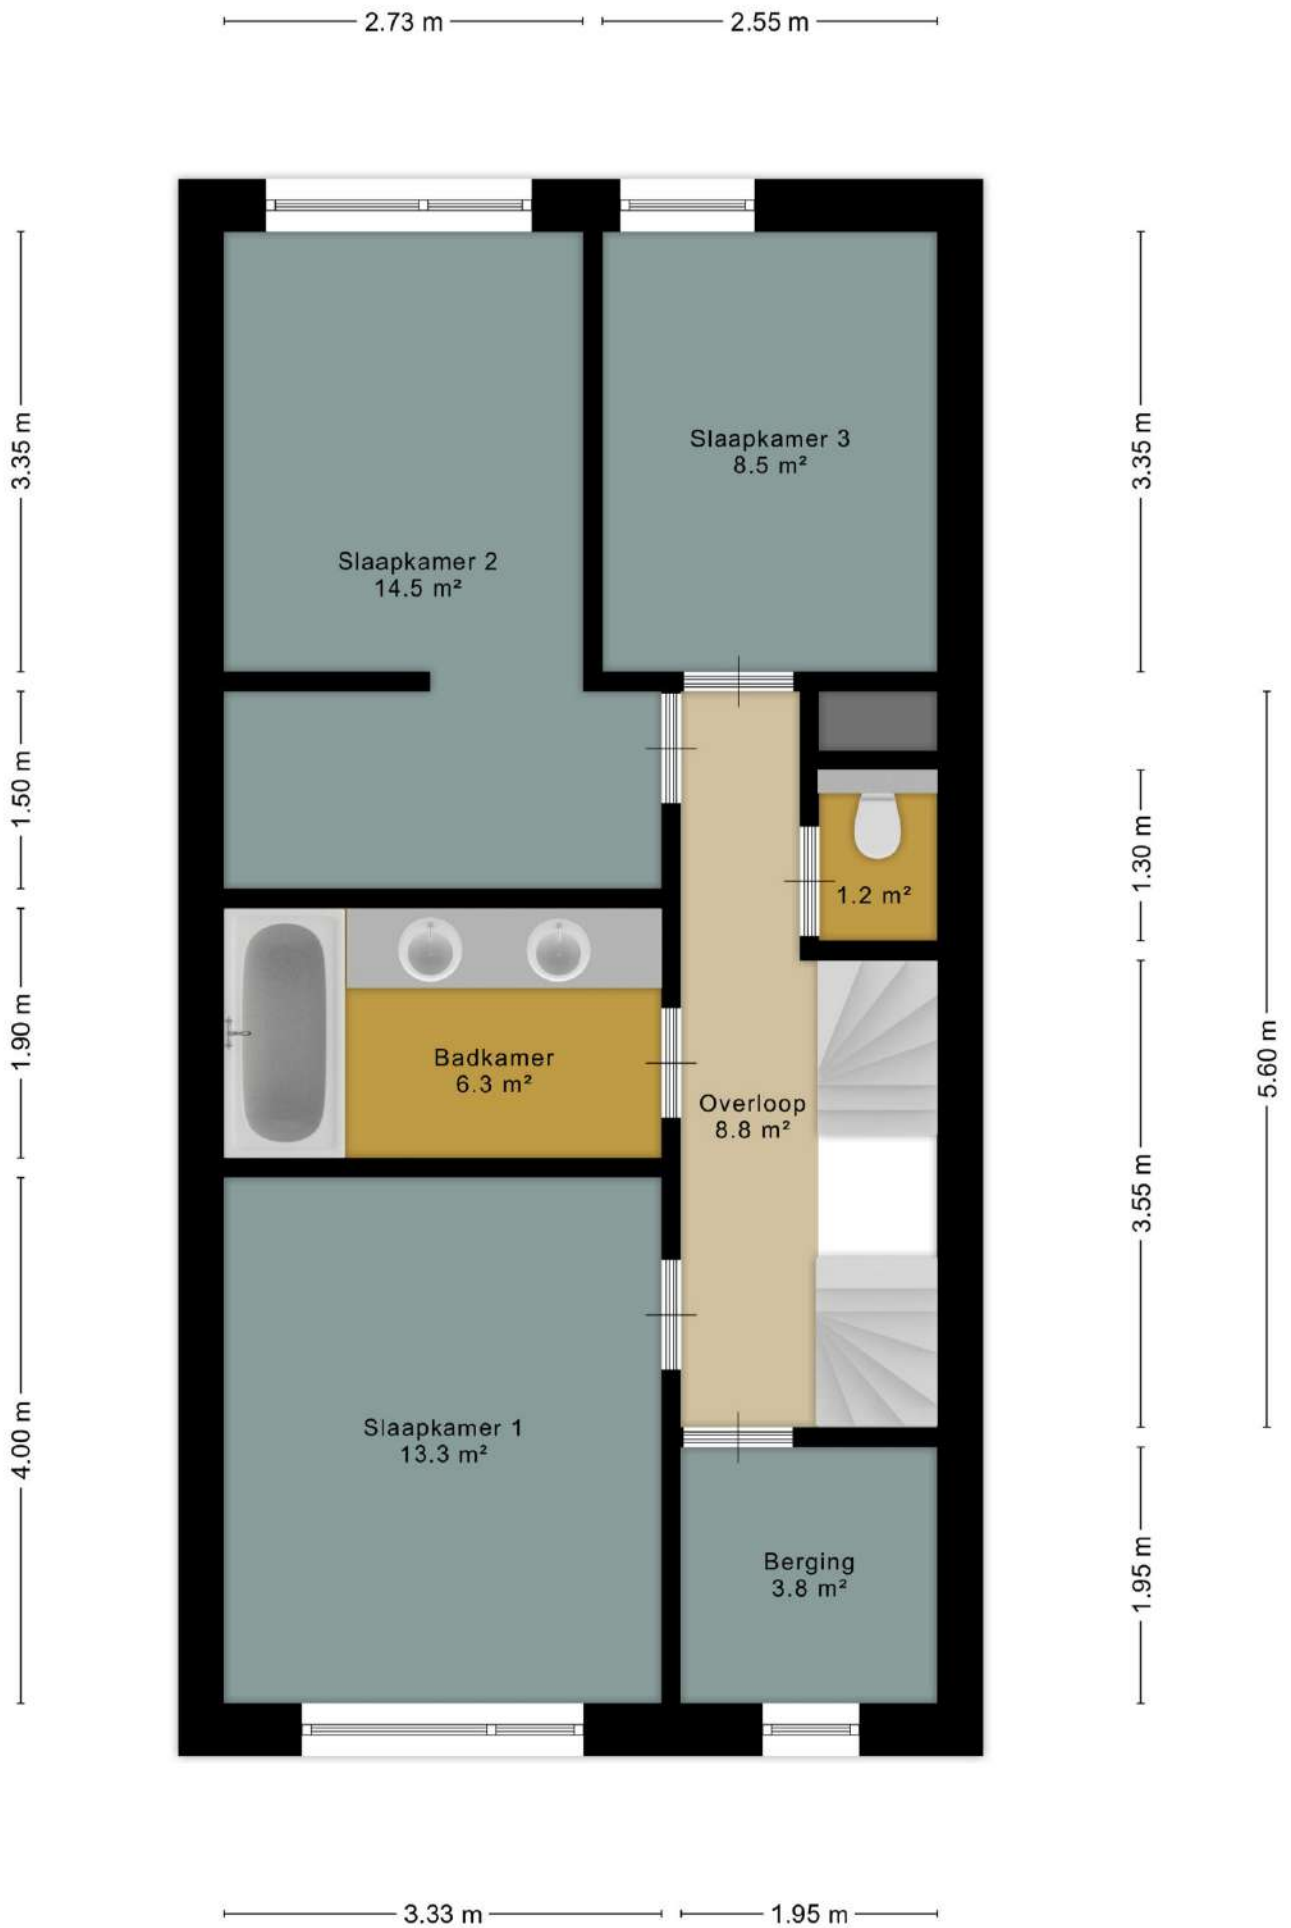 2.73 m
2.55 m
3.35 m
3.35 m
Slaapkamer 3
8.5 m²
Slaapkamer 2
14.5 m²
1.50 m
1.30 m
1.2 m²
1.90 m
Badkamer
6.3 m²
Overloop
8.8 m²
5.60 m
3.55 m
4.00 m
Slaapkamer 1
13.3 m²
Berging
3.8 m²
1.95 m
3.33 m
1.95 m